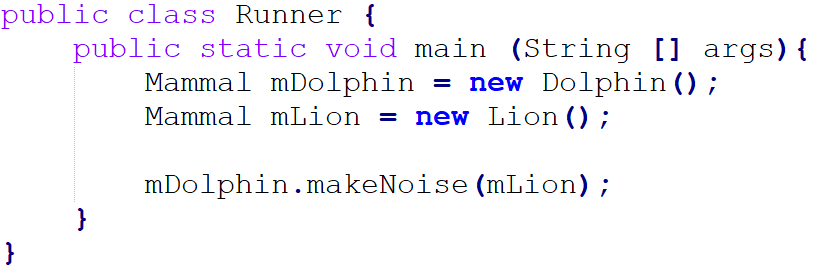 public class Runner {
    public static void main (String [] args){
        Mammal mDolphin = new Dolphin();
        Mammal mLion = new Lion();

        mDolphin.makeNoise(mLion);
    }
}